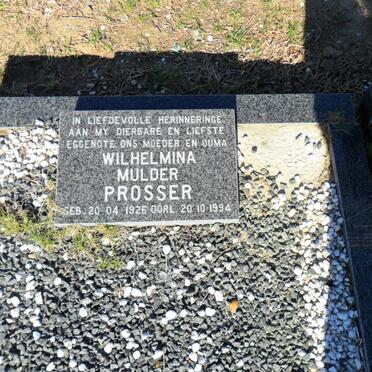 IN LIEFDEVOLLE HERINNERINGE
AAN MY DIERBARE EN LIEFSTE
EGGENOTE ONS MOEDER EN OUMA
WILHELMINA
MULDER
PROSSER
GEB. 20-04-1926 OORL. 20-10-1994